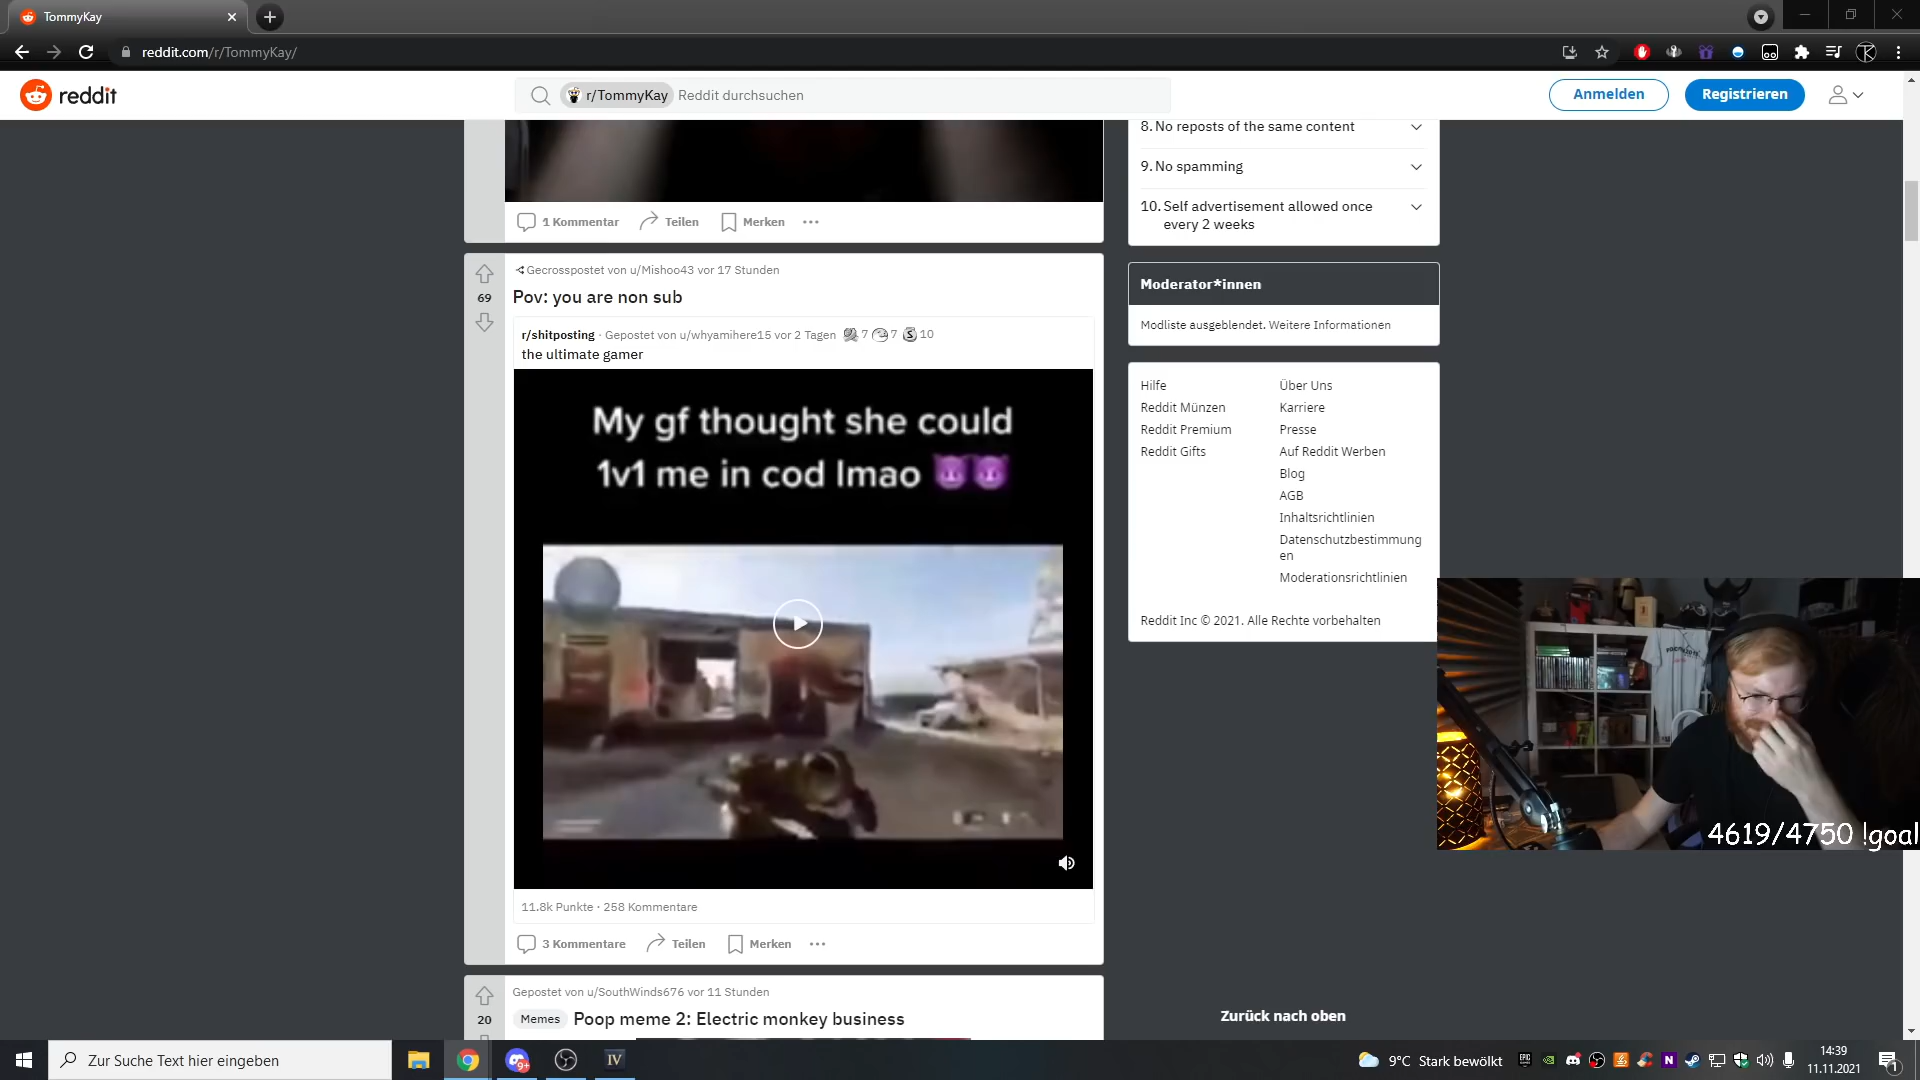 TommyKay
reddit.com/r/TommyKay/
reddit
r/TommyKay Reddit durchsuchen
Anmelden
Registrieren
8. No reposts of the same content
9. No spamming
10. Self advertisement allowed once
every 2 weeks
1 Kommentar
Teilen
Merken
Gecrosspostet von u/Mishoo43 vor 17 Stunden
69
Pov: you are non sub
r/shitposting · Gepostet von u/whyamihere15 vor 2 Tagen 7 7 S 10
the ultimate gamer
My gf thought she could
1v1 me in cod lmao 😈😈
11.8k Punkte · 258 Kommentare
3 Kommentare
Teilen
Merken
Gepostet von u/SouthWinds676 vor 11 Stunden
20
Memes Poop meme 2: Electric monkey business
Moderator*innen
Modliste ausgeblendet. Weitere Informationen
Hilfe
Reddit Münzen
Reddit Premium
Reddit Gifts
Über Uns
Karriere
Presse
Auf Reddit Werben
Blog
AGB
Inhaltsrichtlinien
Datenschutzbestimmung
en
Moderationsrichtlinien
Reddit Inc © 2021. Alle Rechte vorbehalten
4619/4750 !goal
Zurück nach oben
Zur Suche Text hier eingeben
9+
IV
9°C Stark bewölkt
EPIC
N
14:39
11.11.2021
1